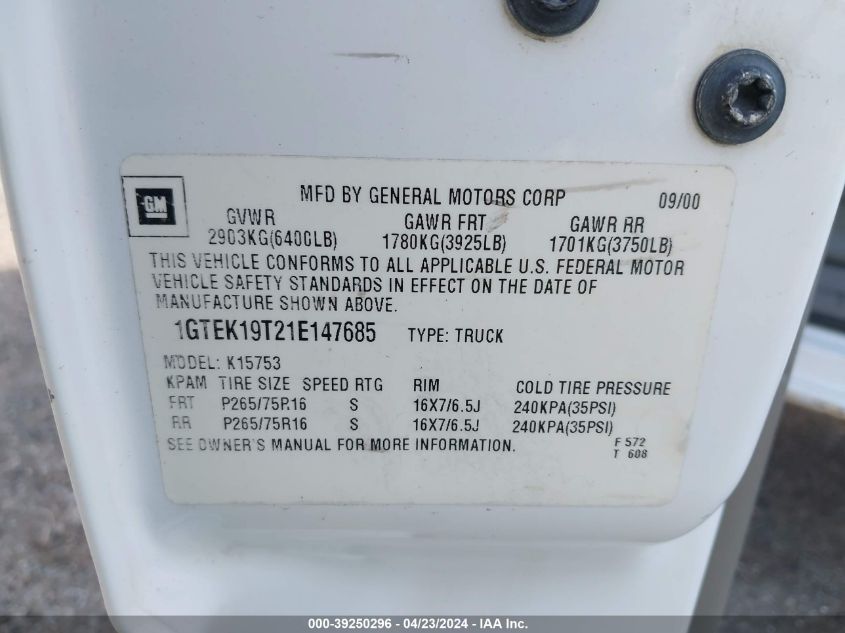 GM
MFD BY GENERAL MOTORS CORP 09/00
GVWR GAWR FRT GAWR RR
2903KG(6400LB) 1780KG(3925LB) 1701KG(3750LB)
THIS VEHICLE CONFORMS TO ALL APPLICABLE U.S. FEDERAL MOTOR
VEHICLE SAFETY STANDARDS IN EFFECT ON THE DATE OF
MANUFACTURE SHOWN ABOVE.
1GTEK19T21E147685 TYPE: TRUCK
MODEL: K15753
KPAM TIRE SIZE SPEED RTG RIM COLD TIRE PRESSURE
FRT P265/75R16 S 16X7/6.5J 240KPA(35PSI)
RR P265/75R16 S 16X7/6.5J 240KPA(35PSI)
SEE OWNER'S MANUAL FOR MORE INFORMATION.
F 572
T 608
000-39250296 - 04/23/2024 - IAA Inc.